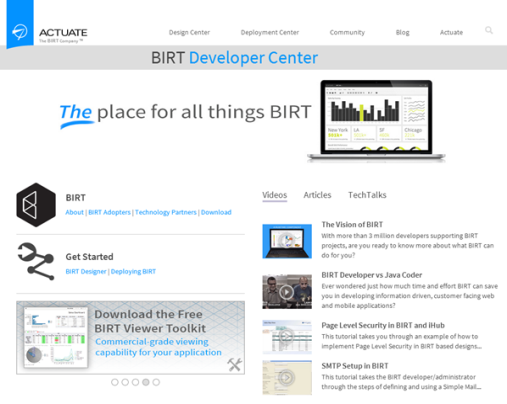 ACTUATE
The BIRT Company ™
Design Center
Deployment Center
Community
Blog
Actuate
BIRT Developer Center
The place for all things BIRT
New York
LA
SF
Chicago
BIRT
About | BIRT Adopters | Technology Partners | Download
Get Started
BIRT Designer | Deploying BIRT
Download the Free
BIRT Viewer Toolkit
Commercial-grade viewing
capability for your application
Videos
Articles
TechTalks
The Vision of BIRT
With more than 3 million developers supporting BIRT
projects, are you ready to know more about what BIRT can
do for you?
BIRT Developer vs Java Coder
Ever wondered just how much time and effort BIRT can save
you in developing information driven, customer facing web
and mobile applications?
Page Level Security in BIRT and iHub
This tutorial takes you through an example of how to
implement Page Level Security in BIRT based designs...
SMTP Setup in BIRT
This tutorial takes the BIRT developer/administrator
through the steps of defining and using a Simple Mail...